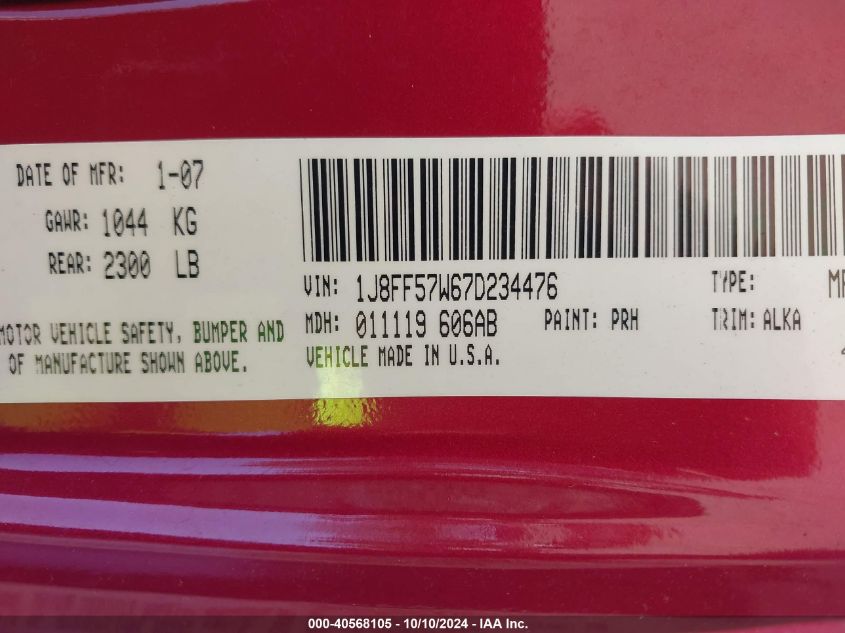 DATE OF MFR: 1-07
GAWR: 1044 KG
REAR: 2300 LB
MOTOR VEHICLE SAFETY, BUMPER AND
OF MANUFACTURE SHOWN ABOVE.
VIN: 1J8FF57W67D234476 TYPE:
MDH: 011119 606AB PAINT: PRH TRIM: ALKA
VEHICLE MADE IN U.S.A.
000-40568105 - 10/10/2024 - IAA Inc.